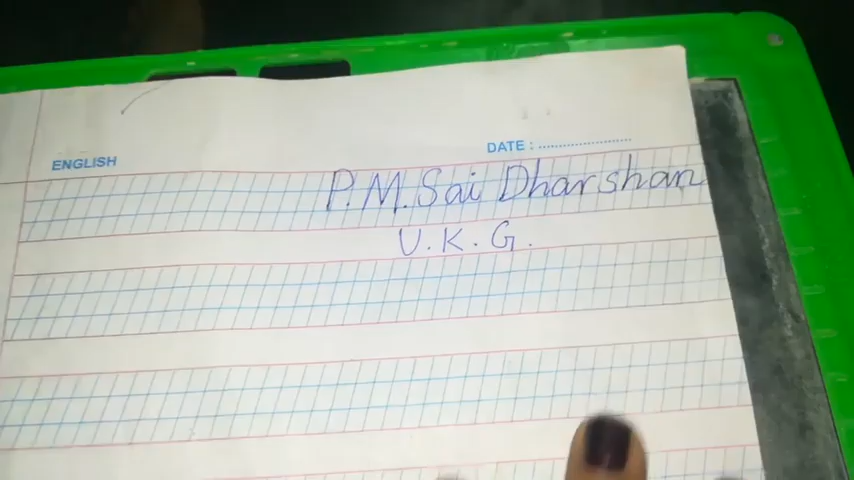 ENGLISH
DATE : ........................
P.M. Sai Dharshan
U.K.G.